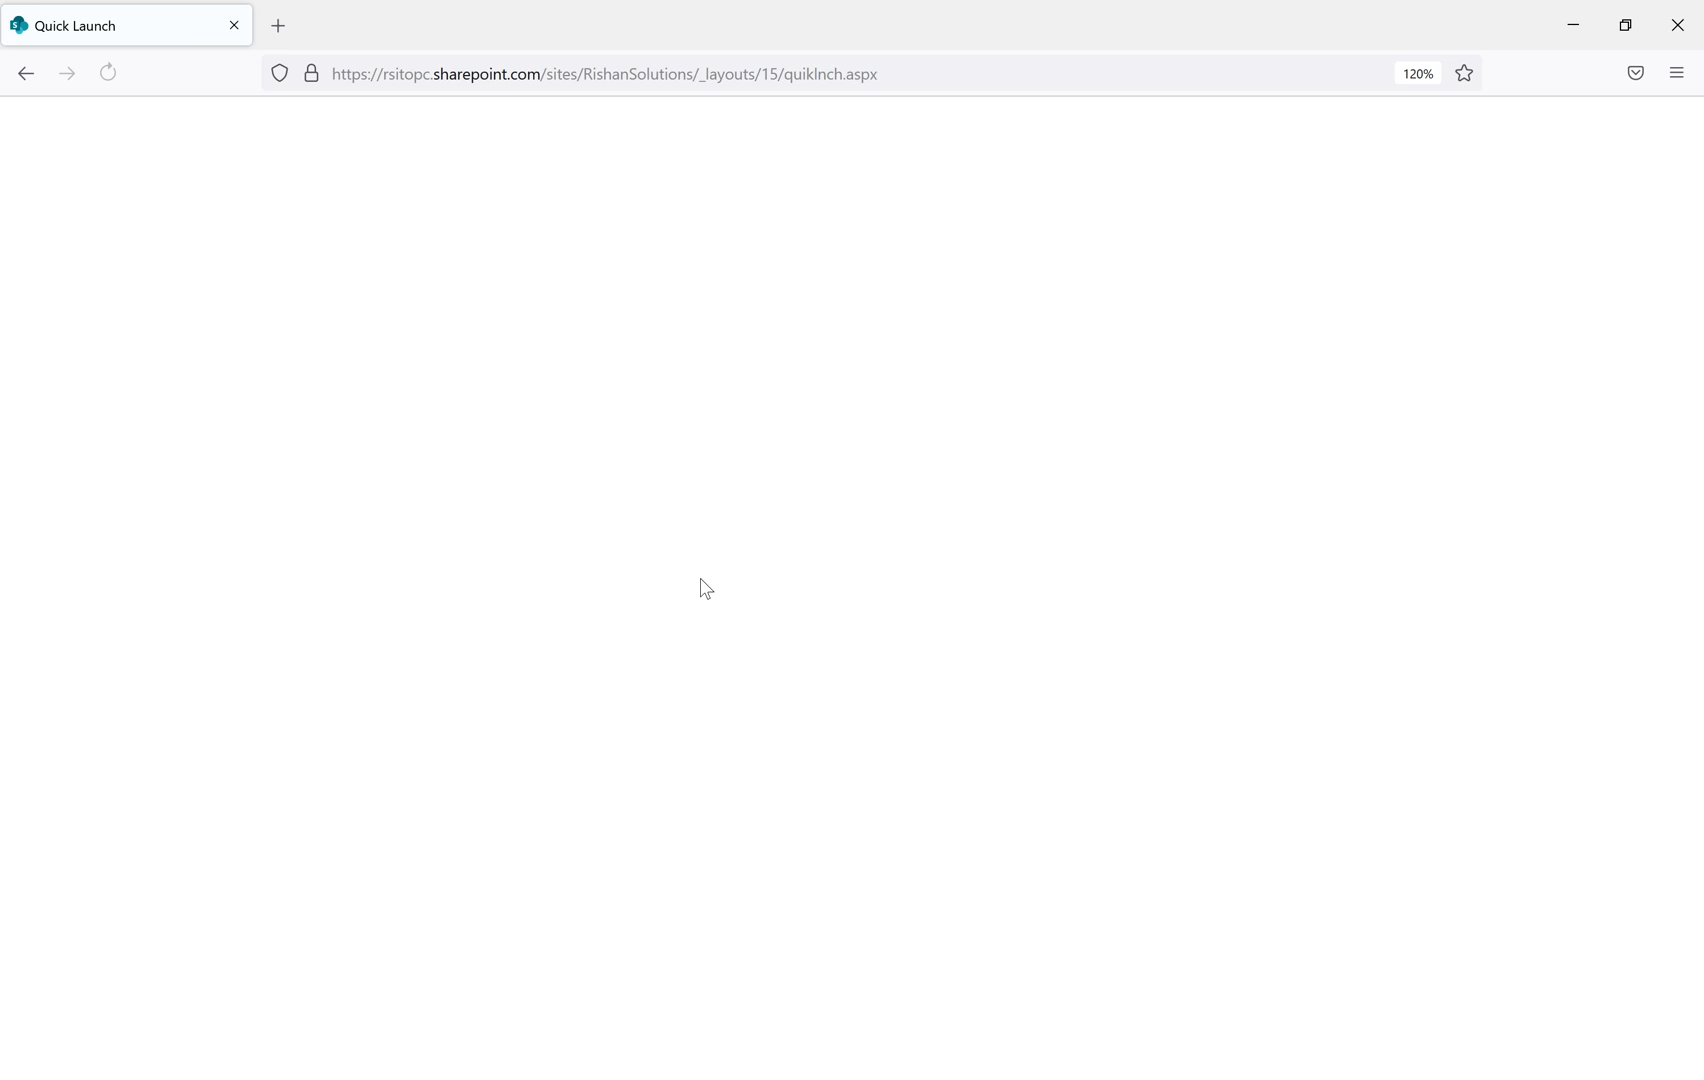 Quick Launch
https://rsitopc.sharepoint.com/sites/RishanSolutions/_layouts/15/quiklnch.aspx
120%